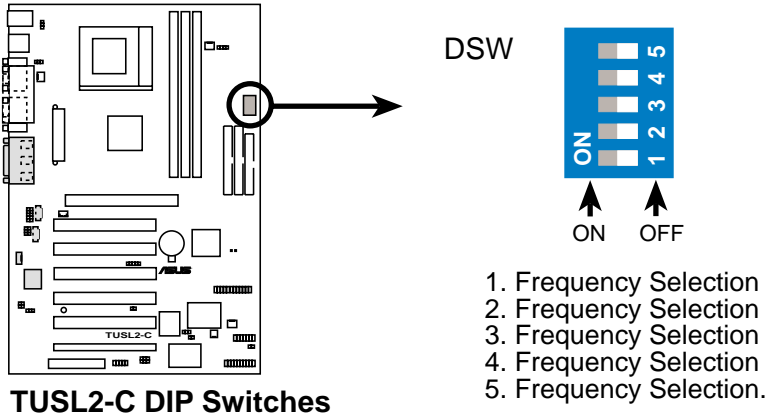 DSW
5
4
3
2
1
ON
ON OFF
/SUS
TUSL2-C
1. Frequency Selection
2. Frequency Selection
3. Frequency Selection
4. Frequency Selection
5. Frequency Selection.
TUSL2-C DIP Switches